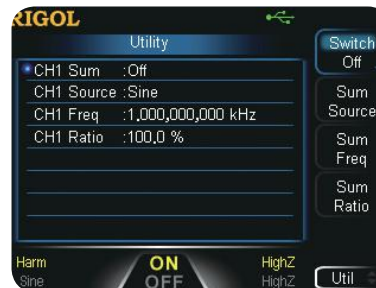 RIGOL
Utility
CH1 Sum :Off
CH1 Source :Sine
CH1 Freq :1.000,000,000 kHz
CH1 Ratio :100.0 %
Switch
Off
Sum
Source
Sum
Freq
Sum
Ratio
Harm ON HighZ
Sine OFF HighZ
Util